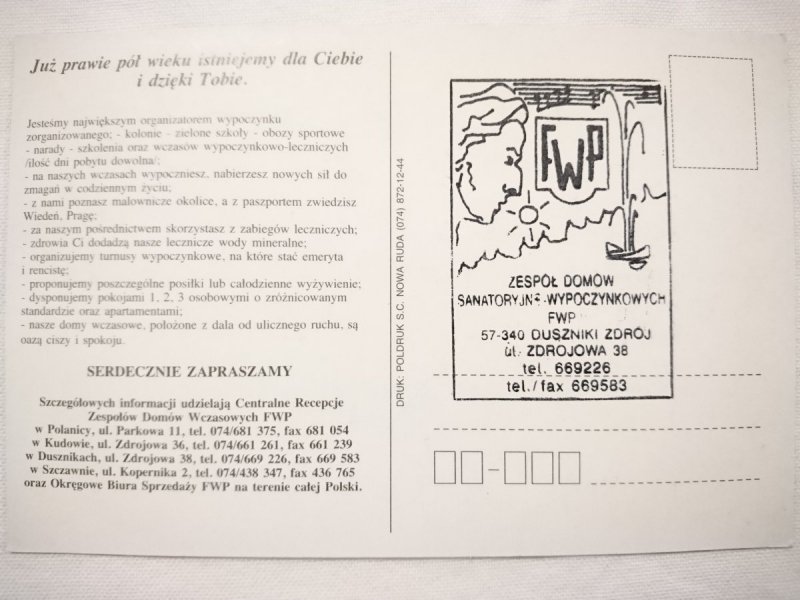 Już prawie pół wieku istniejemy dla Ciebie
i dzięki Tobie.
Jesteśmy największym organizatorem wypoczynku
zorganizowanego: - kolonie - zielone szkoły - obozy sportowe
- narady - szkolenia oraz wczasów wypoczynkowo-leczniczych
/ilość dni pobytu dowolna/;
- na naszych wczasach wypoczniesz, nabierzesz nowych sił do
zmagań w codziennym życiu;
- z nami poznasz malownicze okolice, a z paszportem zwiedzisz
Wiedeń, Pragę;
- za naszym pośrednictwem skorzystasz z zabiegów leczniczych;
- zdrowia Ci dodadzą nasze lecznicze wody mineralne;
- organizujemy turnusy wypoczynkowe, na które stać emeryta
i rencistę;
- proponujemy poszczególne posiłki lub całodzienne wyżywienie;
- dysponujemy pokojami 1, 2, 3 osobowymi o zróżnicowanym
standardzie oraz apartamentami;
- nasze domy wczasowe, położone z dala od ulicznego ruchu, są
oazą ciszy i spokoju.
SERDECZNIE ZAPRASZAMY
Szczegółowych informacji udzielają Centralne Recepcje
Zespołów Domów Wczasowych FWP
w Polanicy, ul. Parkowa 11, tel. 074/681 375, fax 681 054
w Kudowie, ul. Zdrojowa 36, tel. 074/661 261, fax 661 239
w Dusznikach, ul. Zdrojowa 38, tel. 074/669 226, fax 669 583
w Szczawnie, ul. Kopernika 2, tel. 074/438 347, fax 436 765
oraz Okręgowe Biura Sprzedaży FWP na terenie całej Polski.
DRUK: POLDRUK S.C. NOWA RUDA (074) 872-12-44
FWP
ZESPÓŁ DOMÓW
SANATORYJNO-WYPOCZYNKOWYCH
FWP
57-340 DUSZNIKI ZDRÓJ
ul. ZDROJOWA 38
tel. 669226
tel./fax 669583